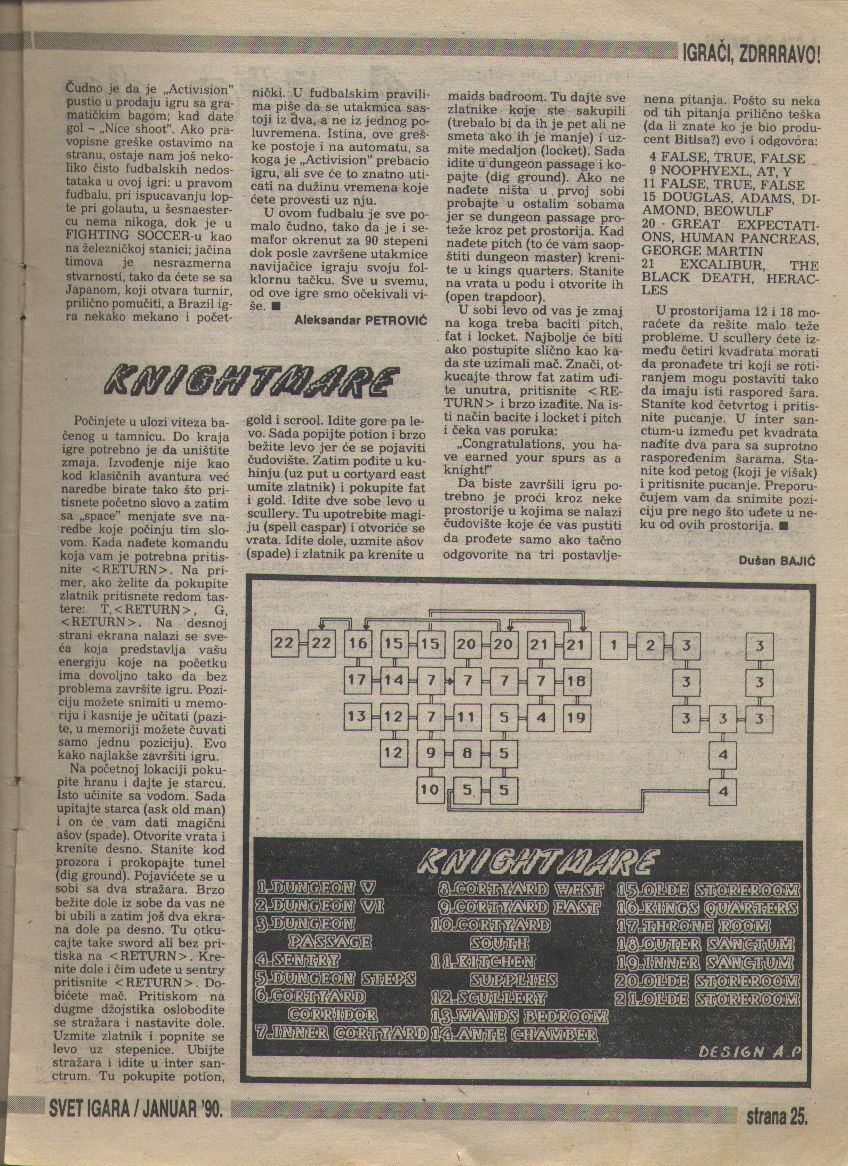 IGRAČI, ZDRRRAVO!
Čudno je da je „Activision”
pustio u prodaju igru sa gra-
matičkim bagom; kad date
gol – „Nice shoot”. Ako pra-
vopisne greške ostavimo na
stranu, ostaje nam još neko-
liko čisto fudbalskih nedos-
tataka u ovoj igri: u pravom
fudbalu, pri ispucavanju lop-
te pri golautu, u šesnaester-
cu nema nikoga, dok je u
FIGHTING SOCCER-u kao
na železničkoj stanici; jačina
timova je nesrazmerna
stvarnosti, tako da ćete se sa
Japanom, koji otvara turnir,
prilično pomučiti, a Brazil ig-
ra nekako mekano i počet-
nički. U fudbalskim pravili-
ma piše da se utakmica sas-
toji iz dva, a ne iz jednog po-
luvremena. Istina, ove greš-
ke postoje i na automatu, sa
koga je „Activision” prebacio
igru, ali sve će to znatno uti-
cati na dužinu vremena koje
ćete provesti uz nju.
U ovom fudbalu je sve po-
malo čudno, tako da je i se-
mafor okrenut za 90 stepeni
dok posle završene utakmice
navijačice igraju svoju fol-
klornu tačku. Sve u svemu,
od ove igre smo očekivali vi-
še. ■
Aleksandar PETROVIĆ
KNIGHTMARE
Počinjete u ulozi viteza ba-
čenog u tamnicu. Do kraja
igre potrebno je da uništite
zmaja. Izvođenje nije kao
kod klasičnih avantura već
naredbe birate tako što pri-
tisnete početno slovo a zatim
sa „space” menjate sve na-
redbe koje počinju tim slo-
vom. Kada nađete komandu
koja vam je potrebna pritis-
nite <RETURN>. Na pri-
mer, ako želite da pokupite
zlatnik pritisnete redom tas-
tere: T,<RETURN>, G,
<RETURN>. Na desnoj
strani ekrana nalazi se sve-
ća koja predstavlja vašu
energiju koje na početku
ima dovoljno tako da bez
problema završite igru. Pozi-
ciju možete snimiti u memo-
riju i kasnije je učitati (pazi-
te, u memoriji možete čuvati
samo jednu poziciju). Evo
kako najlakše završiti igru.
Na početnoj lokaciji poku-
pite hranu i dajte je starcu.
Isto učinite sa vodom. Sada
upitajte starca (ask old man)
i on će vam dati magični
ašov (spade). Otvorite vrata i
krenite desno. Stanite kod
prozora i prokopajte tunel
(dig ground). Pojavićete se u
sobi sa dva stražara. Brzo
bežite dole iz sobe da vas ne
bi ubili a zatim još dva ekra-
na dole pa desno. Tu otku-
cajte take sword ali bez pri-
tiska na <RETURN>. Kre-
nite dole i čim uđete u sentry
pritisnite <RETURN>. Do-
bićete mač. Pritiskom na
dugme džojstika oslobodite
se stražara i nastavite dole.
Uzmite zlatnik i popnite se
levo uz stepenice. Ubijte
stražara i idite u inter san-
ctrum. Tu pokupite potion,
gold i scrool. Idite gore pa le-
vo. Sada popijte potion i brzo
bežite levo jer će se pojaviti
čudovište. Zatim pođite u ku-
hinju (uz put u cortyard east
umite zlatnik) i pokupite fat
i gold. Idite dve sobe levo u
scullery. Tu upotrebite magi-
ju (spell caspar) i otvoriće se
vrata. Idite dole, uzmite ašov
(spade) i zlatnik pa krenite u
maids badroom. Tu dajte sve
zlatnike koje ste sakupili
(trebalo bi da ih je pet ali ne
smeta ako ih je manje) i uz-
mite medaljon (locket). Sada
idite u dungeon passage i ko-
pajte (dig ground). Ako ne
nađete ništa u prvoj sobi
probajte u ostalim sobama
jer se dungeon passage pro-
teže kroz pet prostorija. Kad
nađete pitch (to će vam saop-
štiti dungeon master) kreni-
te u kings quarters. Stanite
na vrata u podu i otvorite ih
(open trapdoor).
U sobi levo od vas je zmaj
na koga treba baciti pitch,
fat i locket. Najbolje će biti
ako postupite slično kao ka-
da ste uzimali mač. Znači, ot-
kucajte throw fat zatim uđi-
te unutra, pritisnite <RE-
TURN> i brzo izađite. Na is-
ti način bacite i locket i pitch
i čeka vas poruka:
„Congratulations, you ha-
ve earned your spurs as a
knight!”
Da biste završili igru po-
trebno je proći kroz neke
prostorije u kojima se nalazi
čudovište koje će vas pustiti
da prođete samo ako tačno
odgovorite na tri postavlje-
nena pitanja. Pošto su neka
od tih pitanja prilično teška
(da li znate ko je bio produ-
cent Bitlsa?) evo i odgovóra:
4 FALSE, TRUE, FALSE
9 NOOPHYEXL, AT, Y
11 FALSE, TRUE, FALSE
15 DOUGLAS, ADAMS, DI-
AMOND, BEOWULF
20 - GREAT EXPECTATI-
ONS, HUMAN PANCREAS,
GEORGE MARTIN
21 EXCALIBUR, THE
BLACK DEATH, HERAC-
LES
U prostorijama 12 i 18 mo-
raćete da rešite malo teže
probleme. U scullery ćete iz-
među četiri kvadrata morati
da pronađete tri koji se roti-
ranjem mogu postaviti tako
da imaju isti raspored šara.
Stanite kod četvrtog i pritis-
nite pucanje. U inter san-
ctum-u između pet kvadrata
nađite dva para sa suprotno
raspoređenim šarama. Sta-
nite kod petog (koji je višak)
i pritisnite pucanje. Preporu-
čujem vam da snimite pozi-
ciju pre nego što uđete u ne-
ku od ovih prostorija. ■
Dušan BAJIĆ
22 22 16 15 15 20 20 21 21 1 2 3 3
17 14 7 7 7 7 18 3 3
13 12 7 11 5 4 19 3 3 3
12 9 8 5 4
10 5 5 4
KNIGHTMARE
1.DUNGEON V
2.DUNGEON VI
3.DUNGEON
PASSAGE
4.SENTRY
5.DUNGEON STEPS
6.CORTYARD
CORRIDOR
7.INNER CORTYARD
8.CORTYARD WEST
9.CORTYARD EAST
10.CORTYARD
SOUTH
11.KITCHEN
SUPPLIES
12.SCULLERY
13.MAIDS BEDROOM
14.ANTE CHAMBER
15.OLDE STOREROOM
16.KINGS QUARTERS
17.THRONE ROOM
18.OUTER SANCTUM
19.INNER SANCTUM
20.OLDE STOREROOM
21.OLDE STOREROOM
DESIGN A.P
SVET IGARA / JANUAR '90.
strana 25.